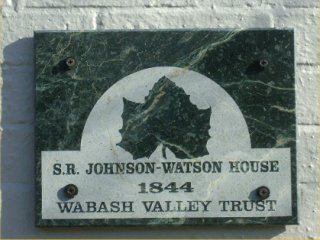 S.R. JOHNSON-WATSON HOUSE
1844
WABASH VALLEY TRUST